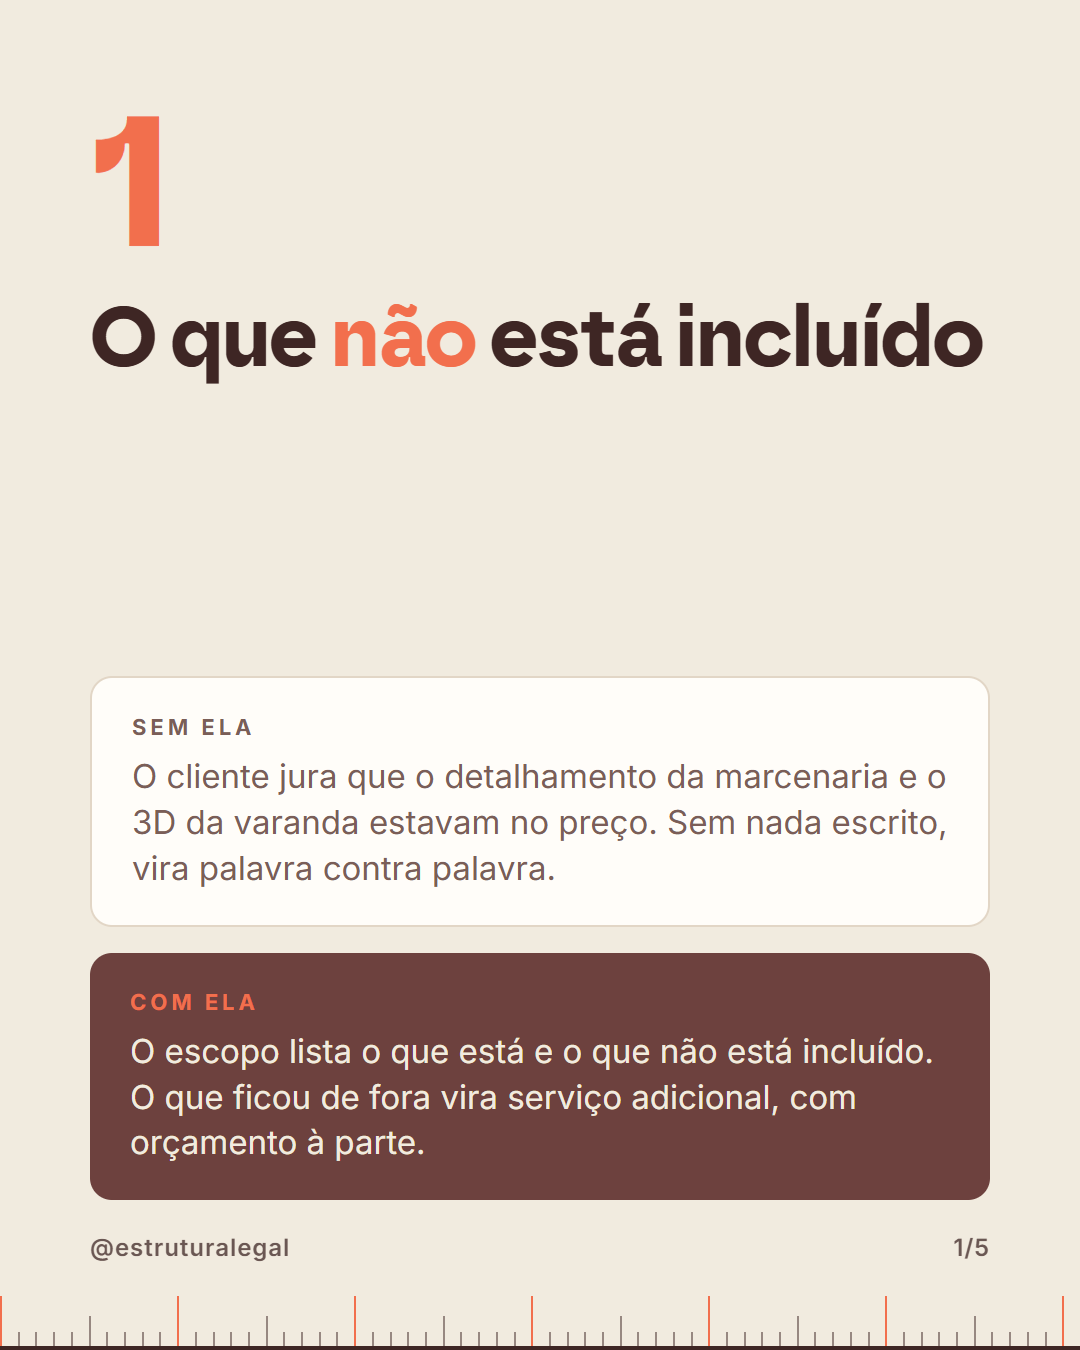 1
O que não está incluído
SEM ELA
O cliente jura que o detalhamento da marcenaria e o
3D da varanda estavam no preço. Sem nada escrito,
vira palavra contra palavra.
COM ELA
O escopo lista o que está e o que não está incluído.
O que ficou de fora vira serviço adicional, com
orçamento à parte.
@estruturalegal
1/5